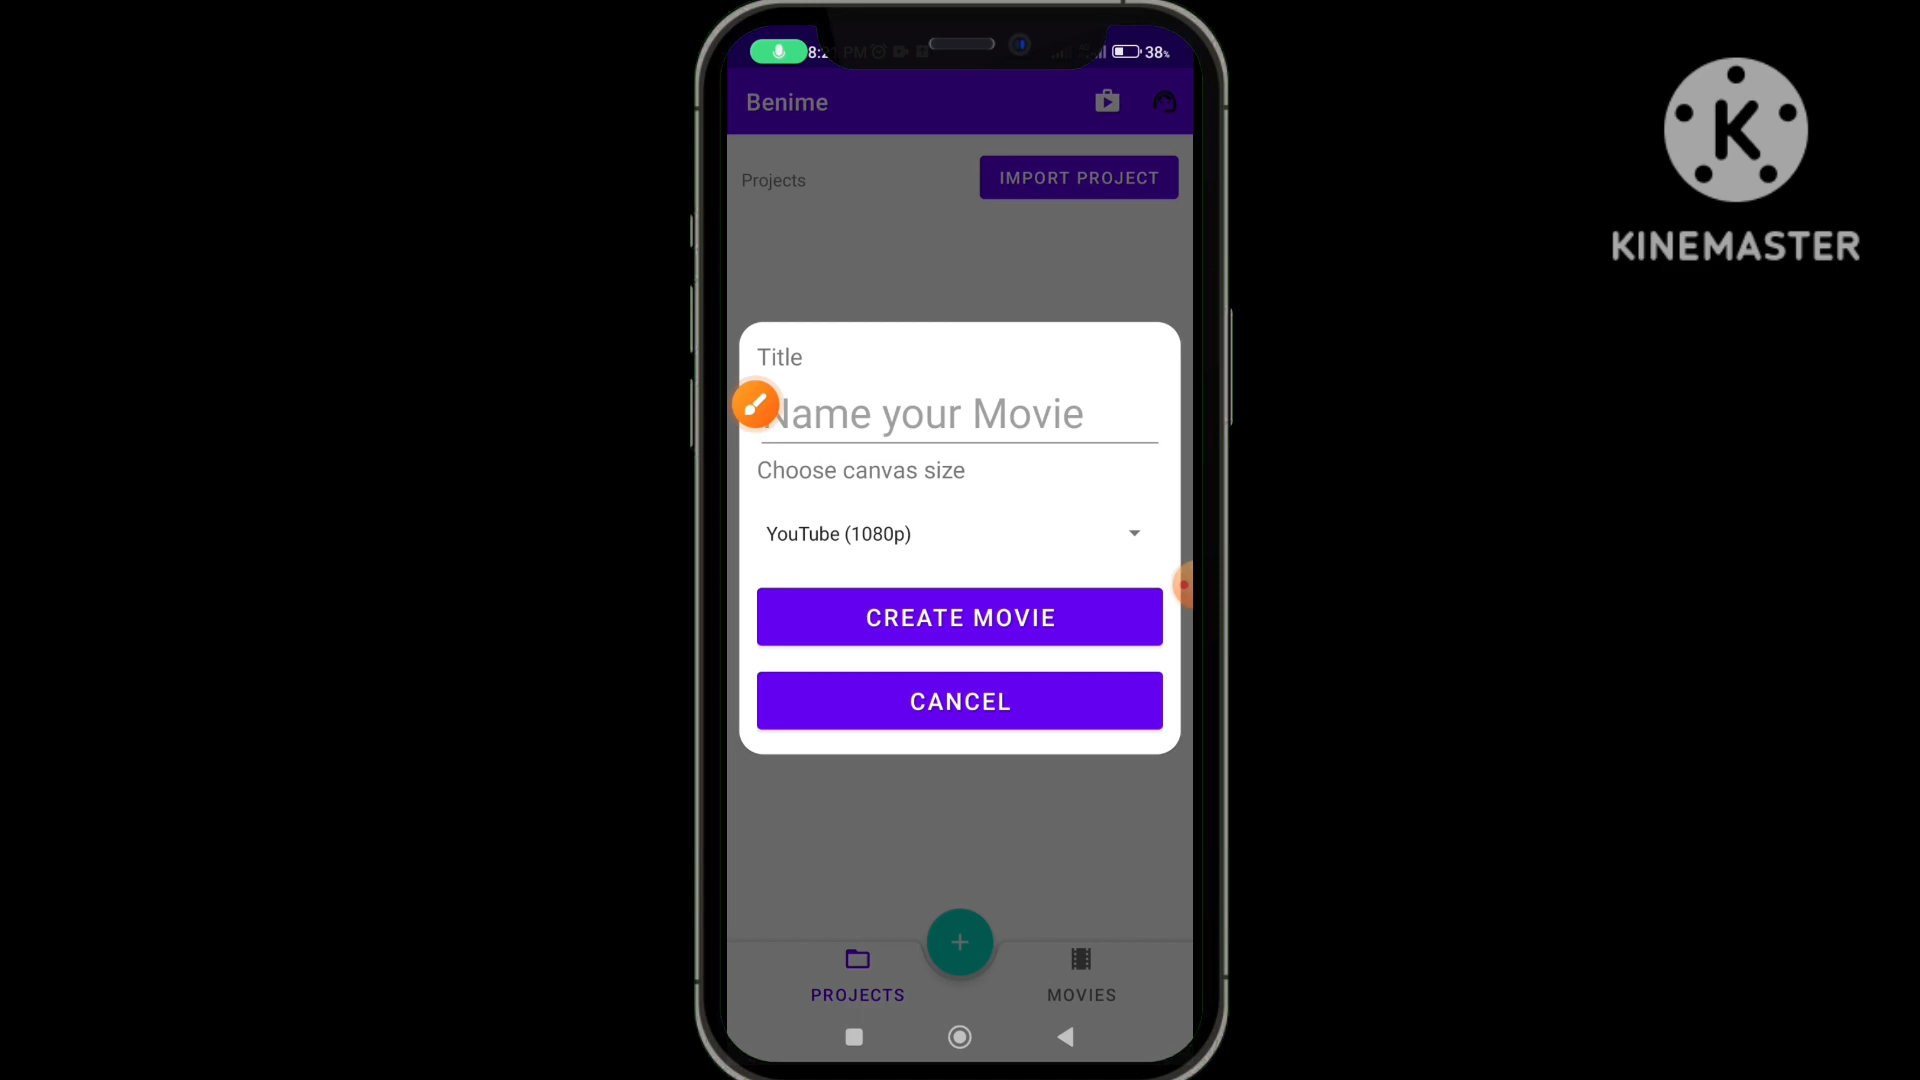 38%
Benime
Projects
IMPORT PROJECT
Title
Name your Movie
Choose canvas size
YouTube (1080p)
CREATE MOVIE
CANCEL
PROJECTS
MOVIES
K
KINEMASTER